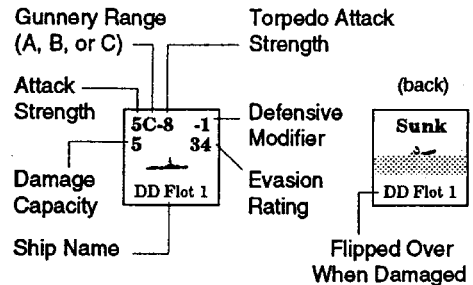 Gunnery Range
(A, B, or C)
Torpedo Attack
Strength
Attack
Strength
5C-8 -1
5 34
DD Flot 1
Defensive
Modifier
Damage
Capacity
Evasion
Rating
Ship Name
(back)
Sunk
DD Flot 1
Flipped Over
When Damaged